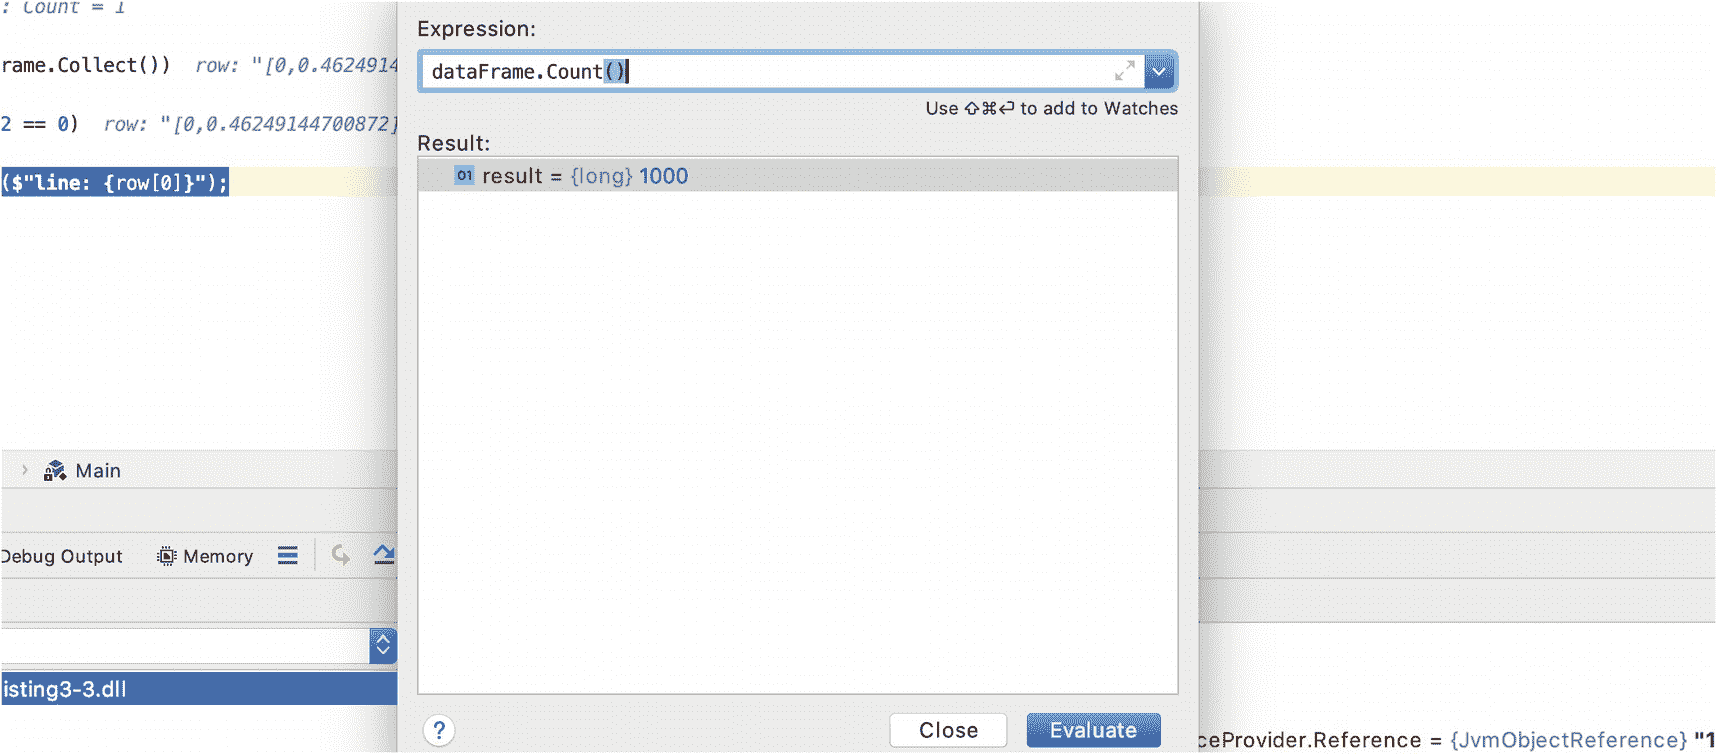 : Count = 1
Expression:
rame.Collect()) row: "[0,0.4624914
dataFrame.Count()
Use ⇧⌘⏎ to add to Watches
2 == 0) row: "[0,0.46249144700872]
Result:
($"line: {row[0]}");
01 result = {long} 1000
Main
Debug Output Memory
isting3-3.dll
? Close Evaluate
ceProvider.Reference = {JvmObjectReference} "1